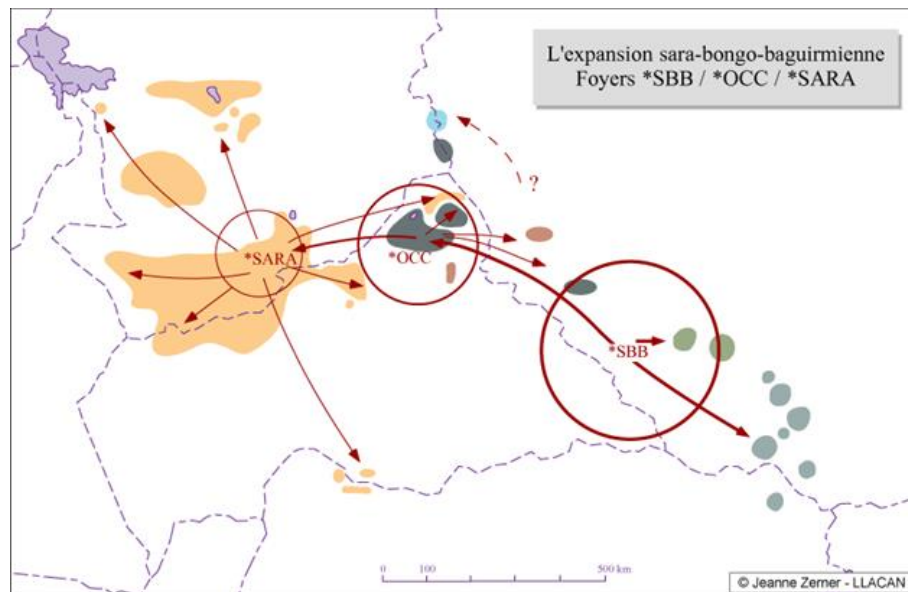 L'expansion sara-bongo-baguirmienne
Foyers *SBB / *OCC / *SARA
?
*SARA
*OCC
*SBB
0 100 500 km
© Jeanne Zerner - LLACAN